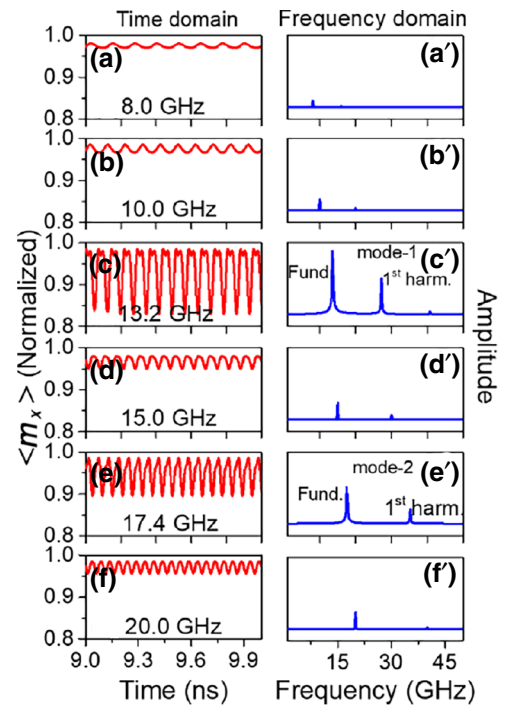 Time domain
Frequency domain
<m_x> (Normalized)
Amplitude
1.0
0.9
0.8
(a)
8.0 GHz
(a′)
1.0
0.9
0.8
(b)
10.0 GHz
(b′)
1.0
0.9
0.8
(c)
13.2 GHz
Fund.
mode-1
1st harm.
(c′)
1.0
0.9
0.8
(d)
15.0 GHz
(d′)
1.0
0.9
0.8
(e)
17.4 GHz
Fund.
mode-2
1st harm.
(e′)
1.0
0.9
0.8
(f)
20.0 GHz
(f′)
9.0 9.3 9.6 9.9
15 30 45
Time (ns)
Frequency (GHz)